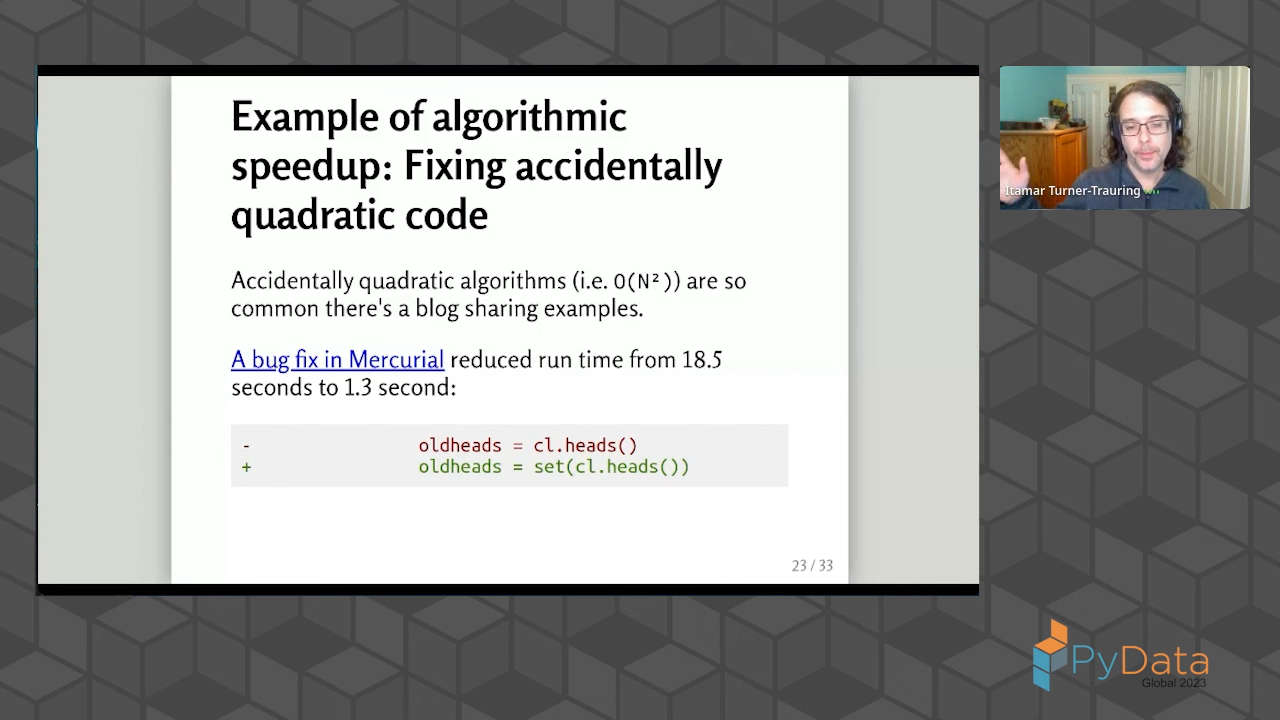 Example of algorithmic
speedup: Fixing accidentally
quadratic code
Accidentally quadratic algorithms (i.e. O(N²)) are so
common there's a blog sharing examples.
A bug fix in Mercurial reduced run time from 18.5
seconds to 1.3 second:
- oldheads = cl.heads()
+ oldheads = set(cl.heads())
23 / 33
Itamar Turner-Trauring
PyData
Global 2023